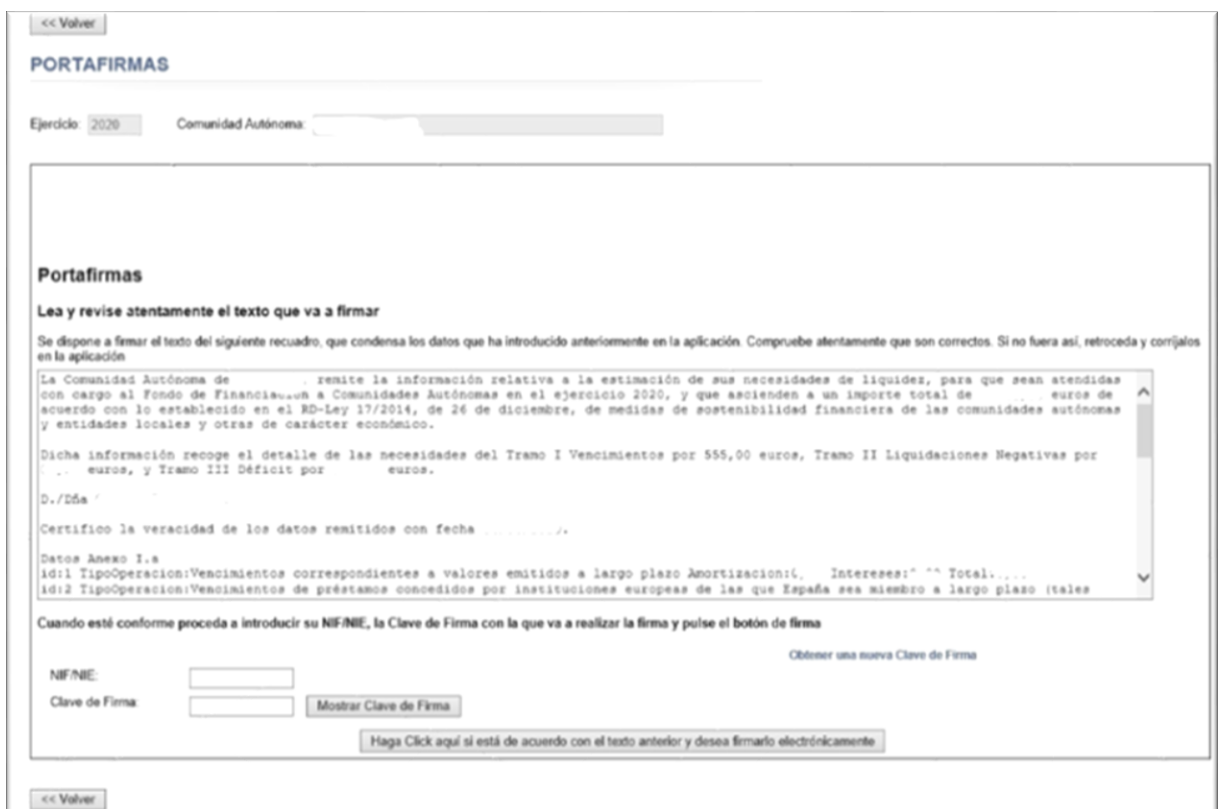 << Volver
PORTAFIRMAS
Ejercicio: 2020 Comunidad Autónoma:
Portafirmas
Lea y revise atentamente el texto que va a firmar
Se dispone a firmar el texto del siguiente recuadro, que condensa los datos que ha introducido anteriormente en la aplicación. Compruebe atentamente que son correctos. Si no fuera así, retroceda y corríjalos
en la aplicación
La Comunidad Autónoma de remite la información relativa a la estimación de sus necesidades de liquidez, para que sean atendidas
con cargo al Fondo de Financiación a Comunidades Autónomas en el ejercicio 2020, y que ascienden a un importe total de euros de
acuerdo con lo establecido en el RD-Ley 17/2014, de 26 de diciembre, de medidas de sostenibilidad financiera de las comunidades autónomas
y entidades locales y otras de carácter económico.
Dicha información recoge el detalle de las necesidades del Tramo I Vencimientos por 555,00 euros, Tramo II Liquidaciones Negativas por
euros, y Tramo III Déficit por euros.
D./Dña
Certifico la veracidad de los datos remitidos con fecha
Datos Anexo I.a
id:1 TipoOperacion:Vencimientos correspondientes a valores emitidos a largo plazo Amortizacion: Intereses: Total
id:2 TipoOperacion:Vencimientos de préstamos concedidos por instituciones europeas de las que España sea miembro a largo plazo (tales
Cuando esté conforme proceda a introducir su NIF/NIE, la Clave de Firma con la que va a realizar la firma y pulse el botón de firma
Obtener una nueva Clave de Firma
NIF/NIE:
Clave de Firma: Mostrar Clave de Firma
Haga Click aquí si está de acuerdo con el texto anterior y desea firmarlo electrónicamente
<< Volver